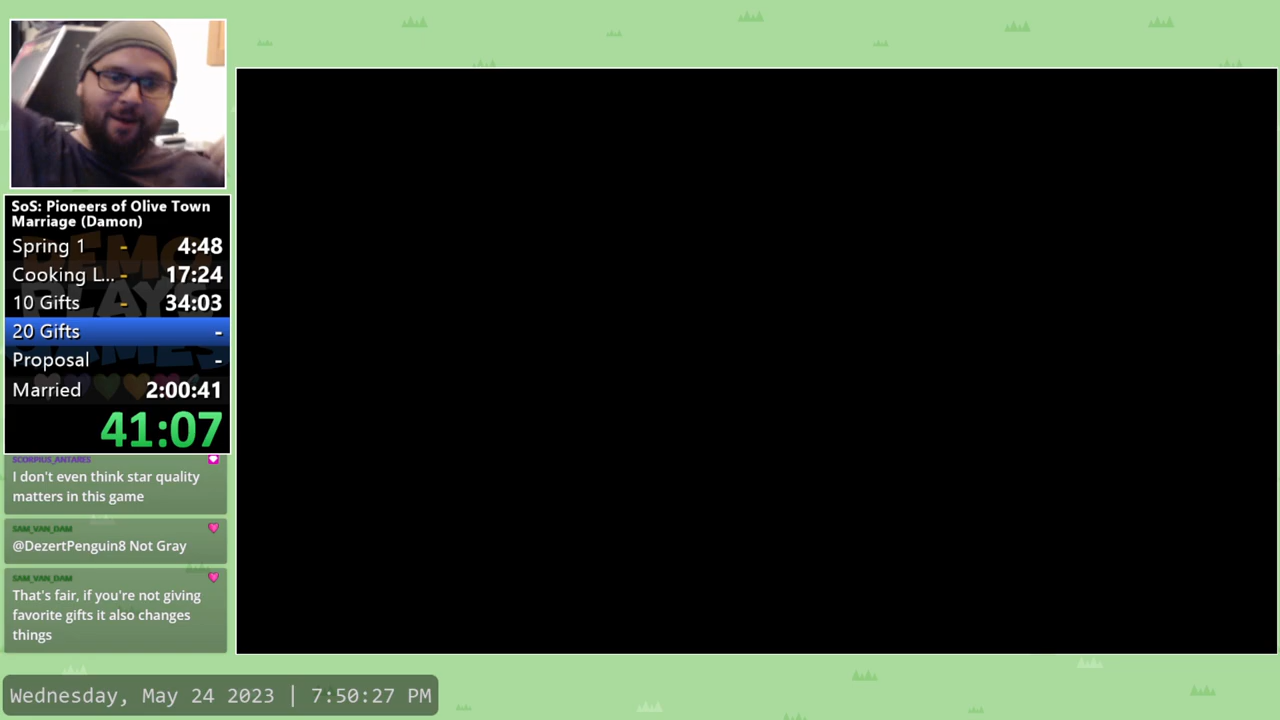 SoS: Pioneers of Olive Town
Marriage (Damon)
Spring 1 - 4:48
Cooking L... - 17:24
10 Gifts - 34:03
20 Gifts -
Proposal -
Married 2:00:41
41:07
SCORPIUS_ANTARES
I don't even think star quality
matters in this game
SAM_VAN_DAM
@DezertPenguin8 Not Gray
SAM_VAN_DAM
That's fair, if you're not giving
favorite gifts it also changes
things
Wednesday, May 24 2023 | 7:50:27 PM